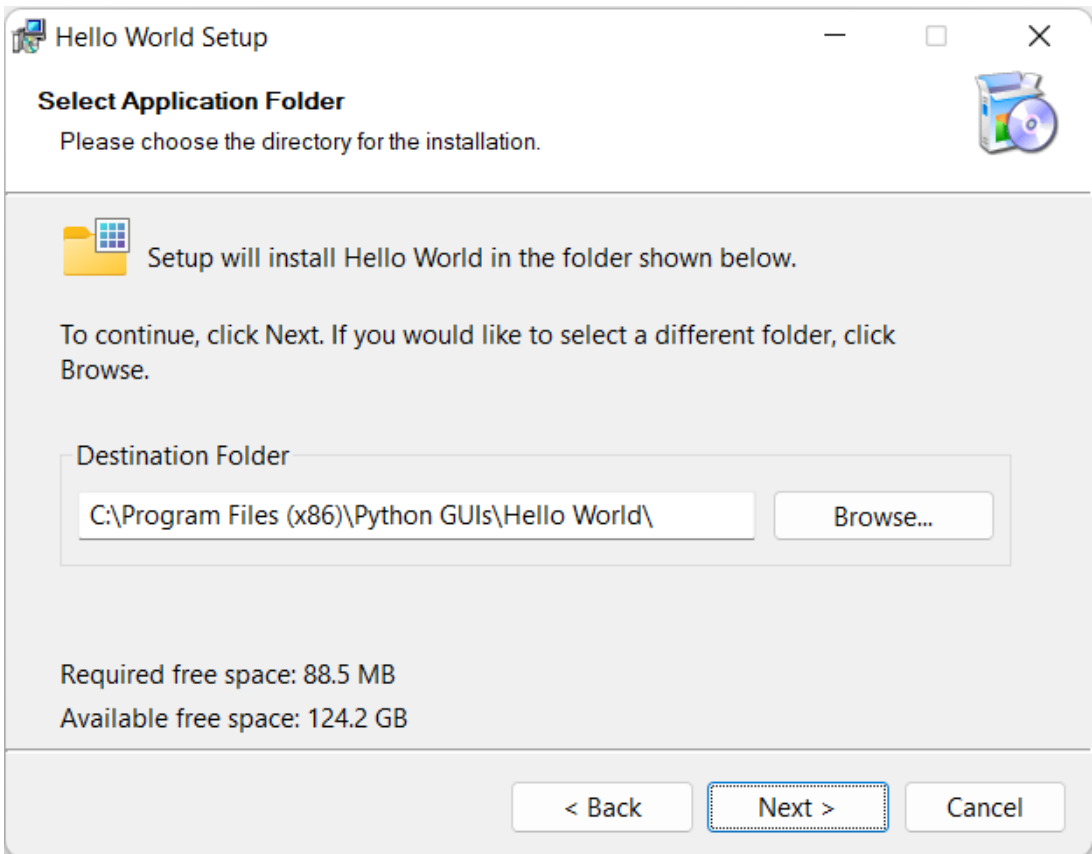 Hello World Setup
Select Application Folder
Please choose the directory for the installation.
Setup will install Hello World in the folder shown below.
To continue, click Next. If you would like to select a different folder, click
Browse.
Destination Folder
C:\Program Files (x86)\Python GUIs\Hello World\
Browse...
Required free space: 88.5 MB
Available free space: 124.2 GB
< Back
Next >
Cancel